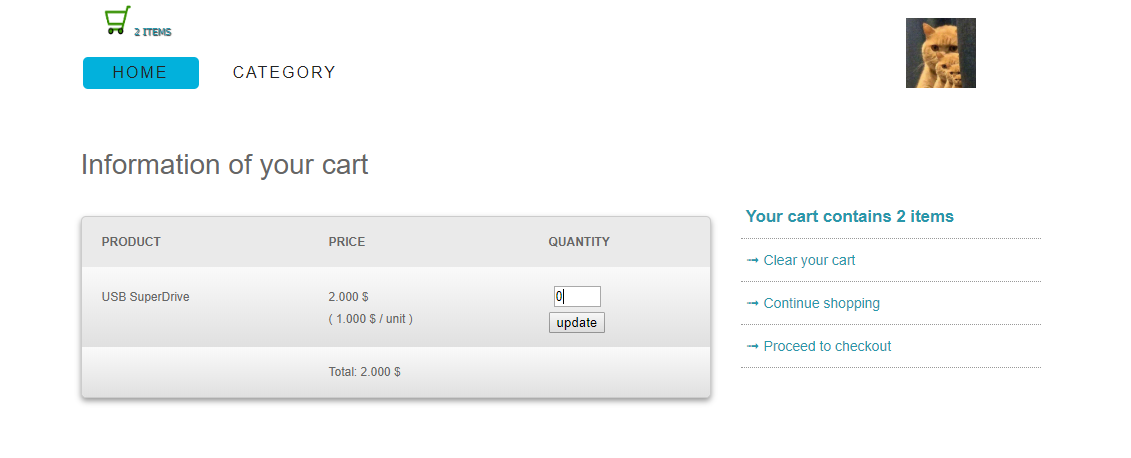 2 ITEMS
HOME CATEGORY
Information of your cart
PRODUCT PRICE QUANTITY
USB SuperDrive 2.000 $ 0
( 1.000 $ / unit ) update
Total: 2.000 $
Your cart contains 2 items
⟶ Clear your cart
⟶ Continue shopping
⟶ Proceed to checkout